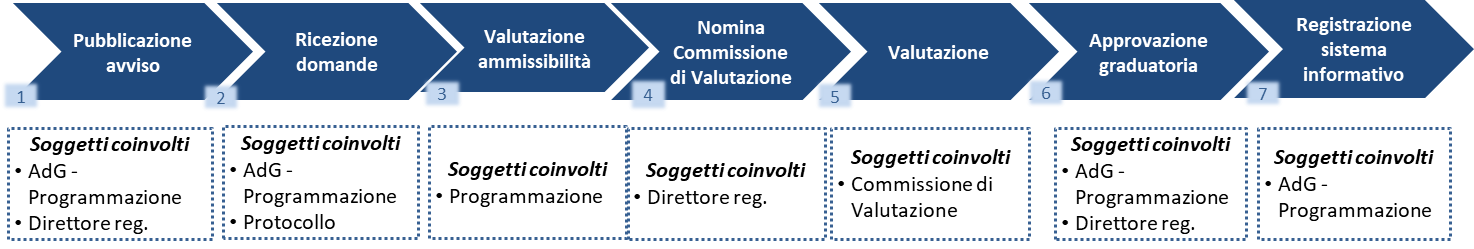 Pubblicazione
avviso
1
Ricezione
domande
2
Valutazione
ammissibilità
3
Nomina
Commissione
di Valutazione
4
Valutazione
5
Approvazione
graduatoria
6
Registrazione
sistema
informativo
7
Soggetti coinvolti
• AdG -
Programmazione
• Direttore reg.
Soggetti coinvolti
• AdG -
Programmazione
• Protocollo
Soggetti coinvolti
• Programmazione
Soggetti coinvolti
• Direttore reg.
Soggetti coinvolti
• Commissione di
Valutazione
Soggetti coinvolti
• AdG -
Programmazione
• Direttore reg.
Soggetti coinvolti
• AdG -
Programmazione